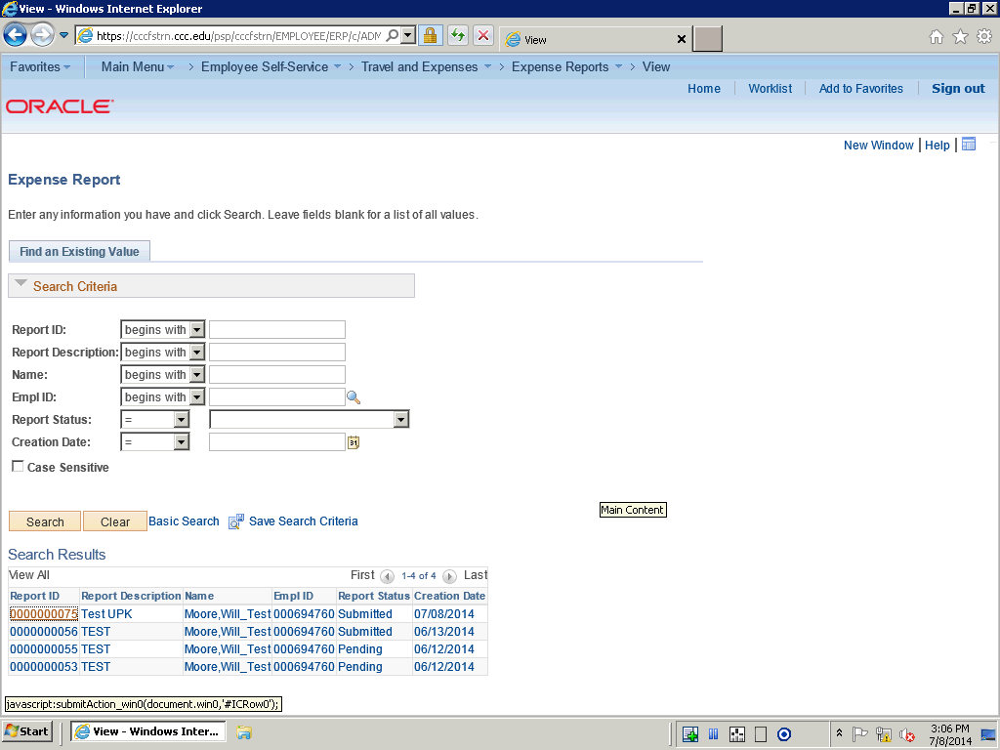 View - Windows Internet Explorer
https://cccfstrn.ccc.edu/psp/cccfstrn/EMPLOYEE/ERP/c/ADM
View
Favorites Main Menu > Employee Self-Service > Travel and Expenses > Expense Reports > View
Home Worklist Add to Favorites Sign out
ORACLE
New Window | Help |
Expense Report
Enter any information you have and click Search. Leave fields blank for a list of all values.
Find an Existing Value
Search Criteria
Report ID: begins with
Report Description: begins with
Name: begins with
Empl ID: begins with
Report Status: =
Creation Date: = 31
Case Sensitive
Main Content
Search Clear Basic Search Save Search Criteria
Search Results
View All First 1-4 of 4 Last
Report ID Report Description Name Empl ID Report Status Creation Date
0000000075 Test UPK Moore,Will_Test 000694760 Submitted 07/08/2014
0000000056 TEST Moore,Will_Test 000694760 Submitted 06/13/2014
0000000055 TEST Moore,Will_Test 000694760 Pending 06/12/2014
0000000053 TEST Moore,Will_Test 000694760 Pending 06/12/2014
javascript:submitAction_win0(document.win0,'#ICRow0');
Start View - Windows Inter... 3:06 PM
7/8/2014